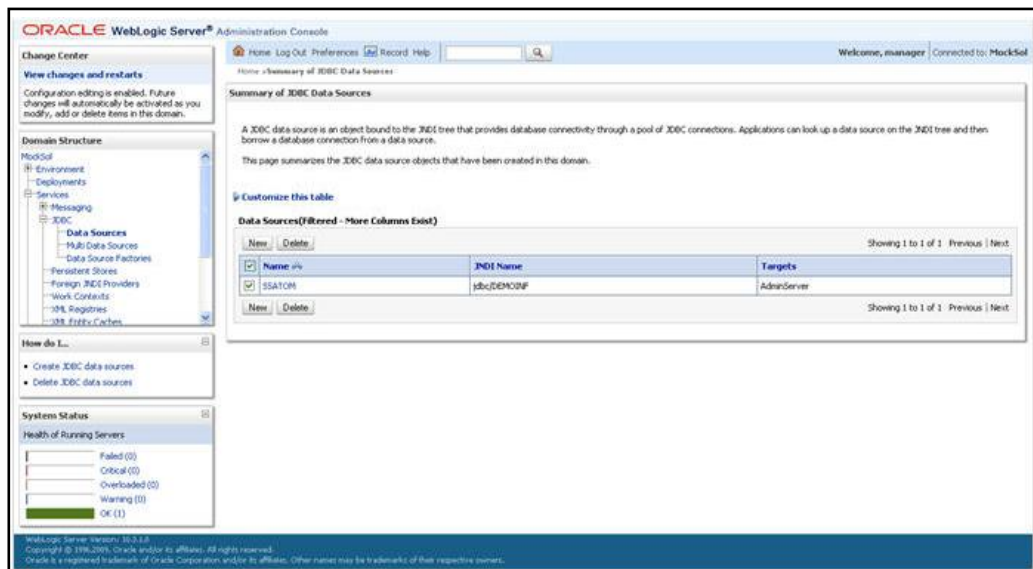 ORACLE WebLogic Server® Administration Console
Change Center
View changes and restarts
Configuration editing is enabled. Future
changes will automatically be activated as you
modify, add or delete items in this domain.
Domain Structure
MockSol
Environment
Deployments
Services
Messaging
JDBC
Data Sources
Multi Data Sources
Data Source Factories
Persistent Stores
Foreign JNDI Providers
Work Contexts
XML Registries
XML Entity Caches
How do I...
Create JDBC data sources
Delete JDBC data sources
System Status
Health of Running Servers
Failed (0)
Critical (0)
Overloaded (0)
Warning (0)
OK (1)
Home Log Out Preferences Record Help
Welcome, manager Connected to: MockSol
Home >Summary of JDBC Data Sources
Summary of JDBC Data Sources
A JDBC data source is an object bound to the JNDI tree that provides database connectivity through a pool of JDBC connections. Applications can look up a data source on the JNDI tree and then
borrow a database connection from a data source.
This page summarizes the JDBC data source objects that have been created in this domain.
Customize this table
Data Sources(Filtered - More Columns Exist)
New Delete Showing 1 to 1 of 1 Previous | Next
Name JNDI Name Targets
SSATOM jdbc/DEMOINF AdminServer
New Delete Showing 1 to 1 of 1 Previous | Next
WebLogic Server Version: 10.3.1.0
Copyright © 1996,2009, Oracle and/or its affiliates. All rights reserved.
Oracle is a registered trademark of Oracle Corporation and/or its affiliates. Other names may be trademarks of their respective owners.